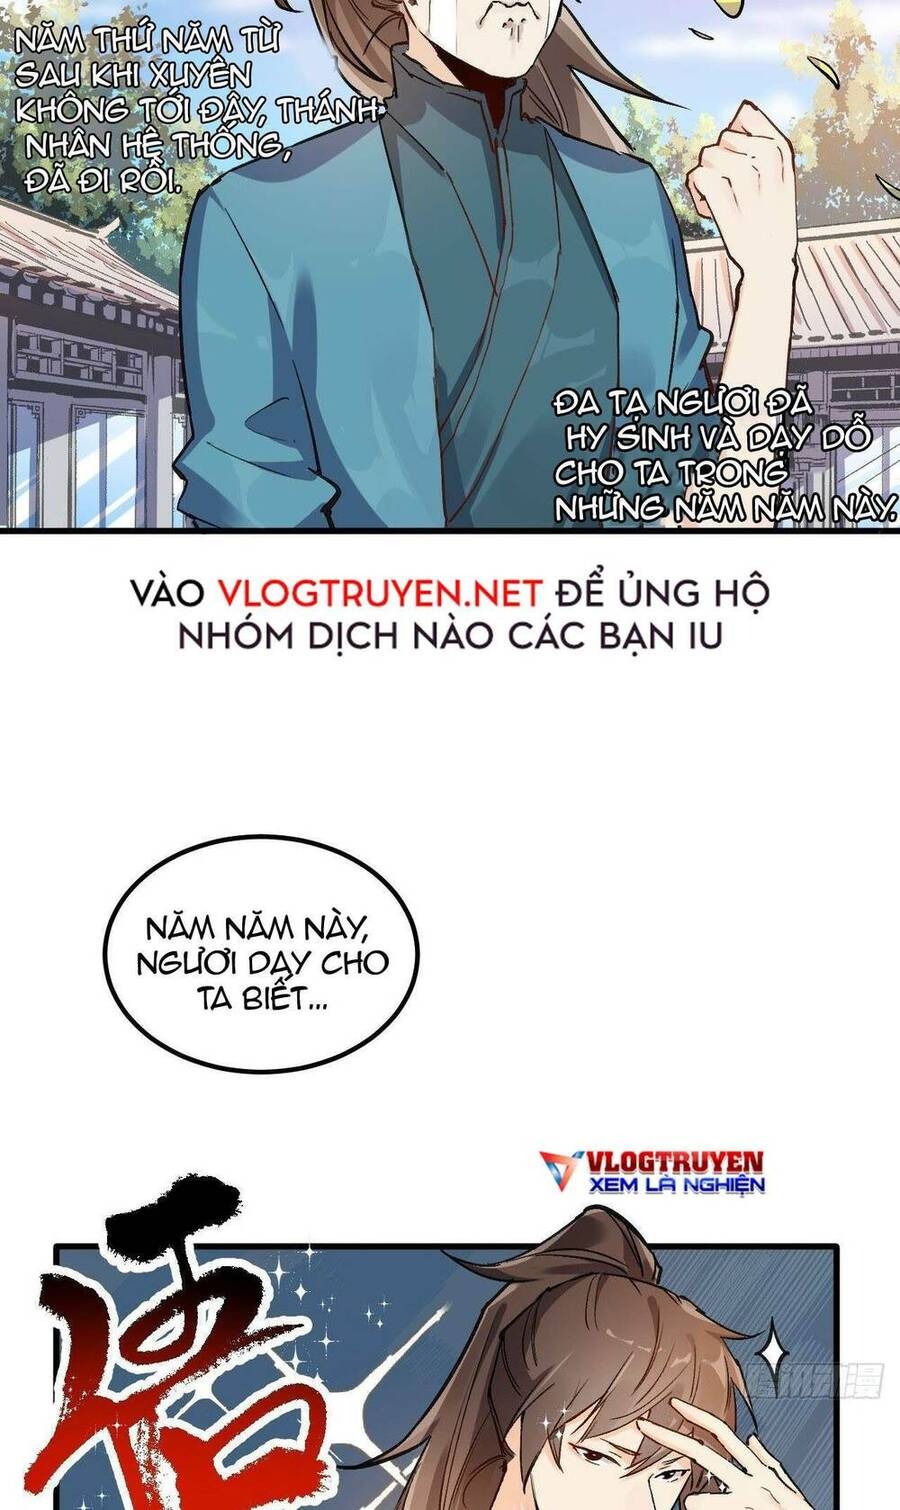 NĂM THỨ NĂM TỪ
SAU KHI XUYÊN
KHÔNG TỚI ĐÂY, THÁNH
NHÂN HỆ THỐNG,
ĐÃ ĐI RỒI.
ĐA TẠ NGƯƠI ĐÃ
HY SINH VÀ DẠY DỖ
CHO TA TRONG
NHỮNG NĂM NĂM NÀY.
VÀO VLOGTRUYEN.NET ĐỂ ỦNG HỘ
NHÓM DỊCH NÀO CÁC BẠN IU
NĂM NĂM NÀY,
NGƯƠI DẠY CHO
TA BIẾT...
VLOGTRUYEN
XEM LÀ NGHIỆN